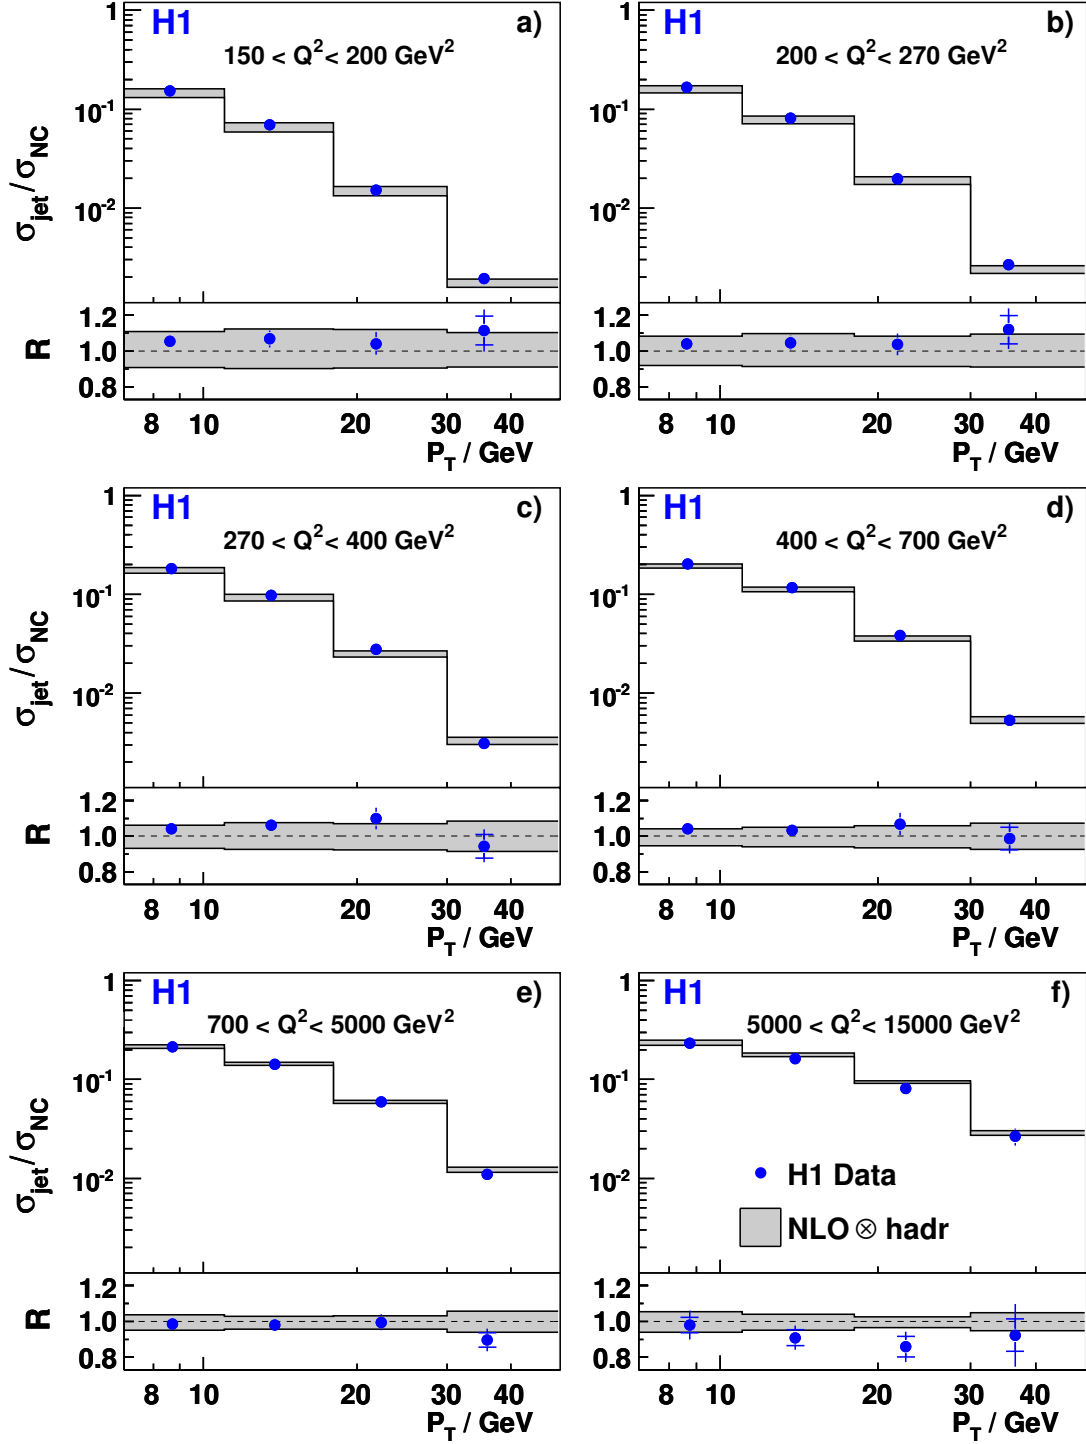 H1 a)
150 < Q² < 200 GeV²
1
10⁻¹
10⁻²
σjet/σNC
1.2
1.0
0.8
R
8 10 20 30 40
P_T / GeV
H1 b)
200 < Q² < 270 GeV²
1
10⁻¹
10⁻²
1.2
1.0
0.8
8 10 20 30 40
P_T / GeV
H1 c)
270 < Q² < 400 GeV²
1
10⁻¹
10⁻²
σjet/σNC
1.2
1.0
0.8
R
8 10 20 30 40
P_T / GeV
H1 d)
400 < Q² < 700 GeV²
1
10⁻¹
10⁻²
1.2
1.0
0.8
8 10 20 30 40
P_T / GeV
H1 e)
700 < Q² < 5000 GeV²
1
10⁻¹
10⁻²
σjet/σNC
1.2
1.0
0.8
R
8 10 20 30 40
P_T / GeV
H1 f)
5000 < Q² < 15000 GeV²
1
10⁻¹
10⁻²
H1 Data
NLO ⊗ hadr
1.2
1.0
0.8
8 10 20 30 40
P_T / GeV